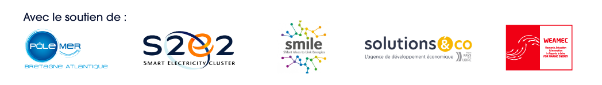 Avec le soutien de :
PÔLE MER
BRETAGNE ATLANTIQUE
S2E2
SMART ELECTRICITY CLUSTER
smile
solutions&co
L'agence de développement économique
WEAMEC